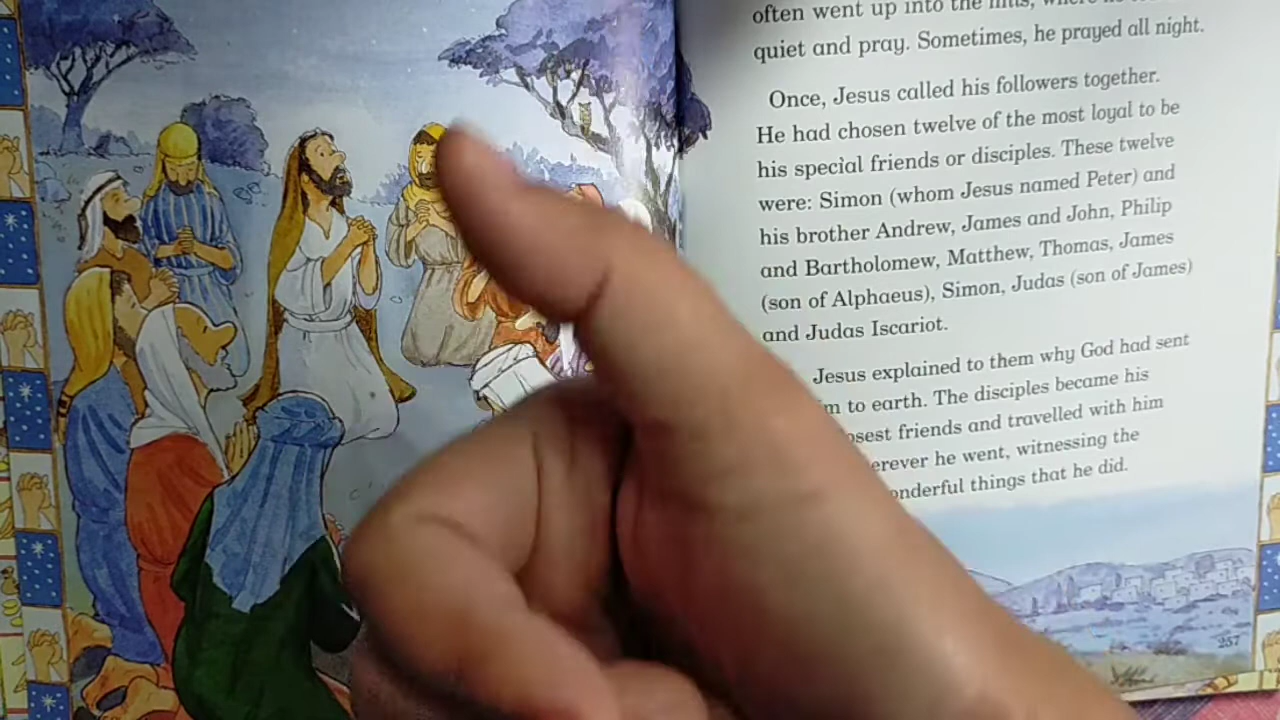 often went up into the hills,
quiet and pray. Sometimes, he prayed all night.
Once, Jesus called his followers together.
He had chosen twelve of the most loyal to be
his special friends or disciples. These twelve
were: Simon (whom Jesus named Peter) and
his brother Andrew, James and John, Philip
and Bartholomew, Matthew, Thomas, James
(son of Alphaeus), Simon, Judas (son of James)
and Judas Iscariot.
Jesus explained to them why God had sent
to earth. The disciples became his
friends and travelled with him
he went, witnessing the
things that he did.
257